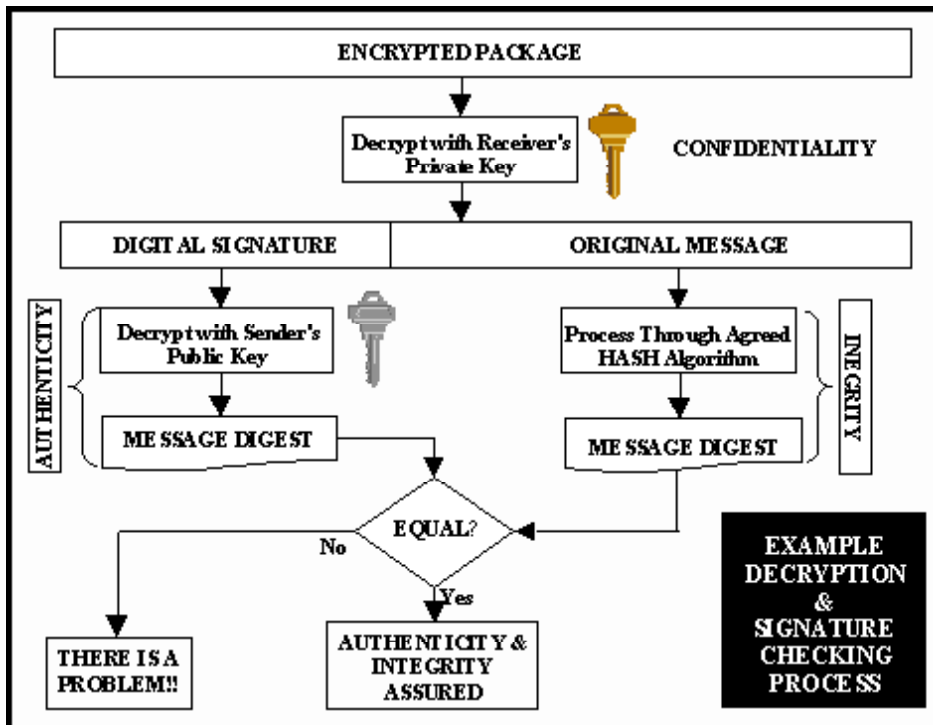 ENCRYPTED PACKAGE
Decrypt with Receiver's
Private Key
CONFIDENTIALITY
DIGITAL SIGNATURE
ORIGINAL MESSAGE
AUTHENTICITY
Decrypt with Sender's
Public Key
Process Through Agreed
HASH Algorithm
INEGRITY
MESSAGE DIGEST
MESSAGE DIGEST
EQUAL?
No
Yes
THERE IS A
PROBLEM!!
AUTHENTICITY &
INTEGRITY
ASSURED
EXAMPLE
DECRYPTION
&
SIGNATURE
CHECKING
PROCESS